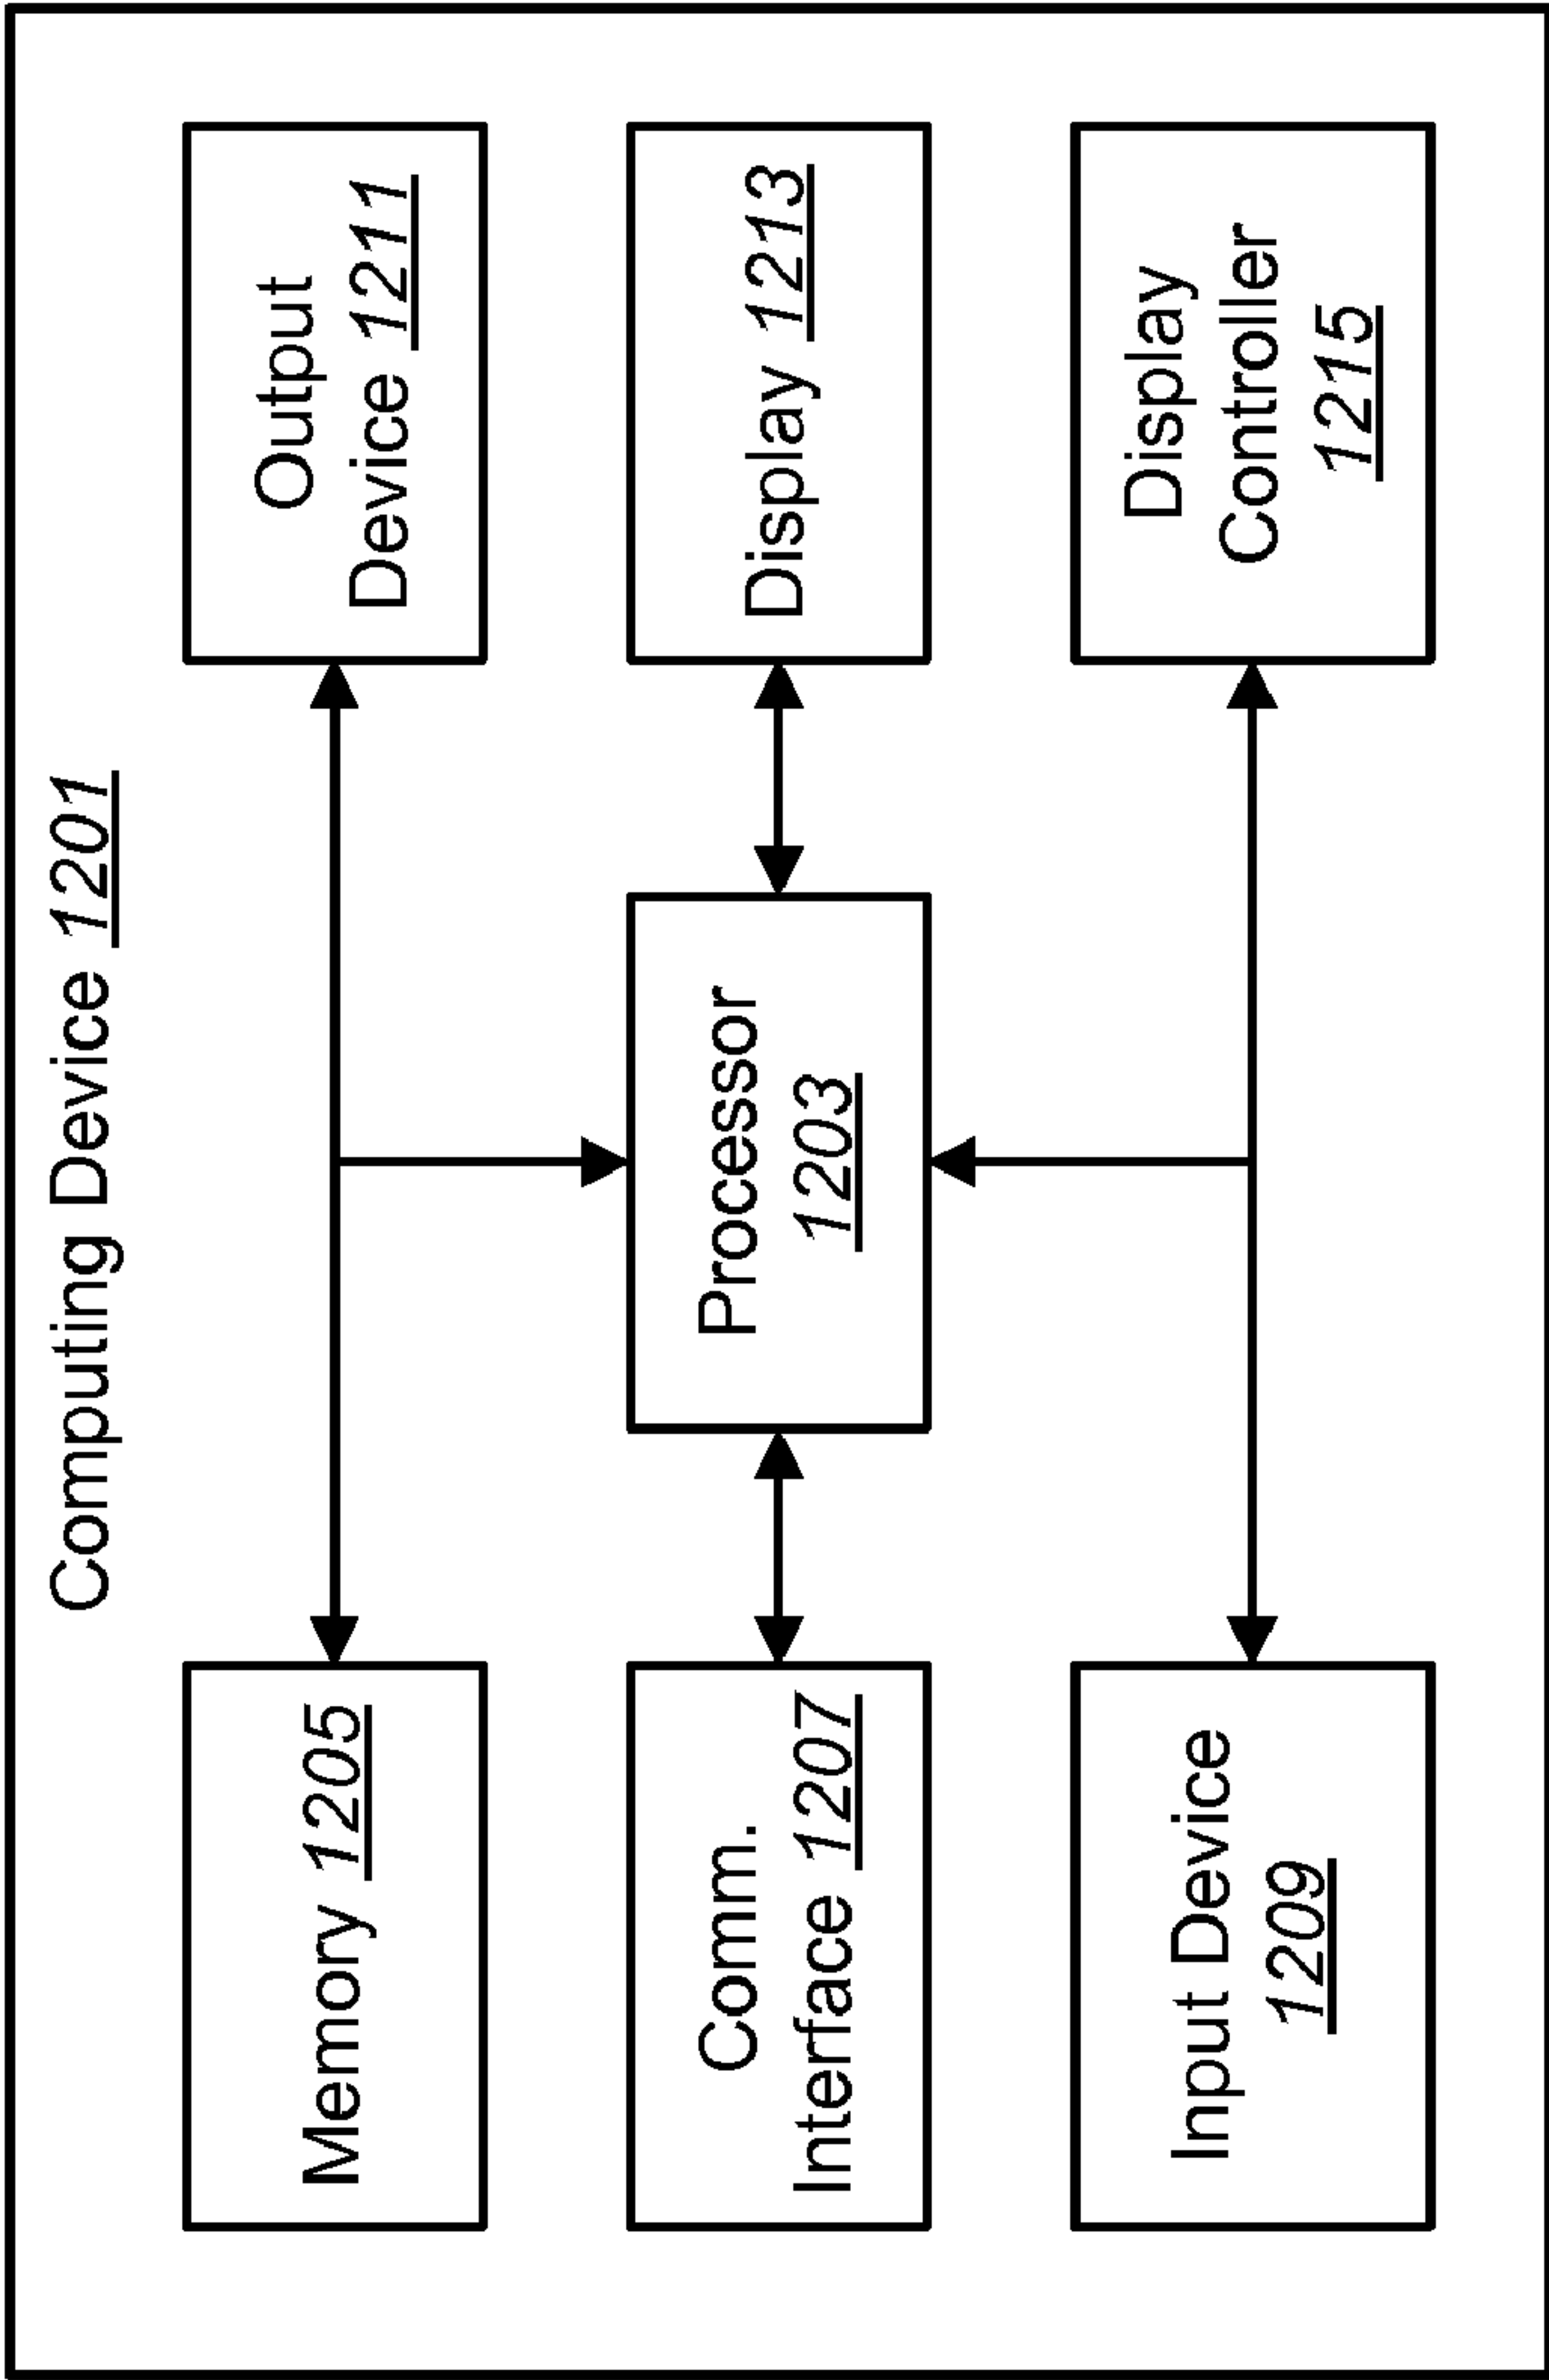 Computing Device 1201
Memory 1205
Output
Device 1211
Comm.
Interface 1207
Processor
1203
Display 1213
Input Device
1209
Display
Controller
1215